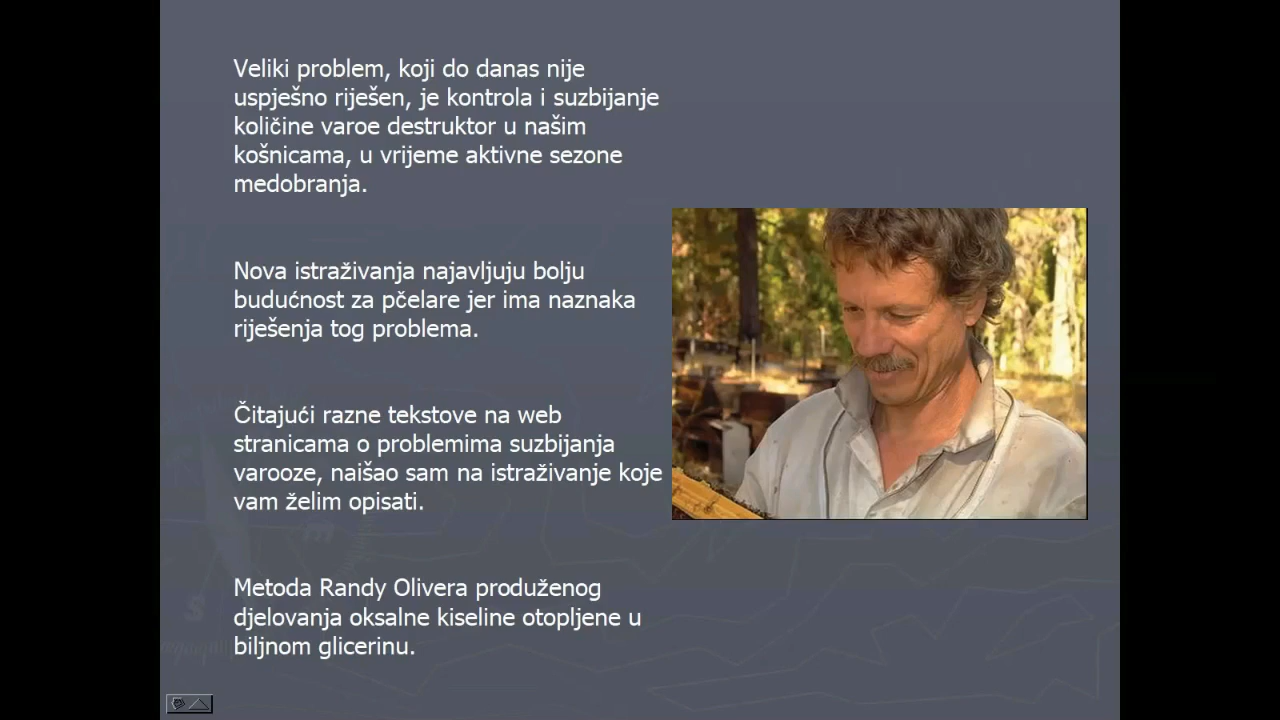 Veliki problem, koji do danas nije
uspješno riješen, je kontrola i suzbijanje
količine varoe destruktor u našim
košnicama, u vrijeme aktivne sezone
medobranja.
Nova istraživanja najavljuju bolju
budućnost za pčelare jer ima naznaka
riješenja tog problema.
Čitajući razne tekstove na web
stranicama o problemima suzbijanja
varooze, naišao sam na istraživanje koje
vam želim opisati.
Metoda Randy Olivera produženog
djelovanja oksalne kiseline otopljene u
biljnom glicerinu.